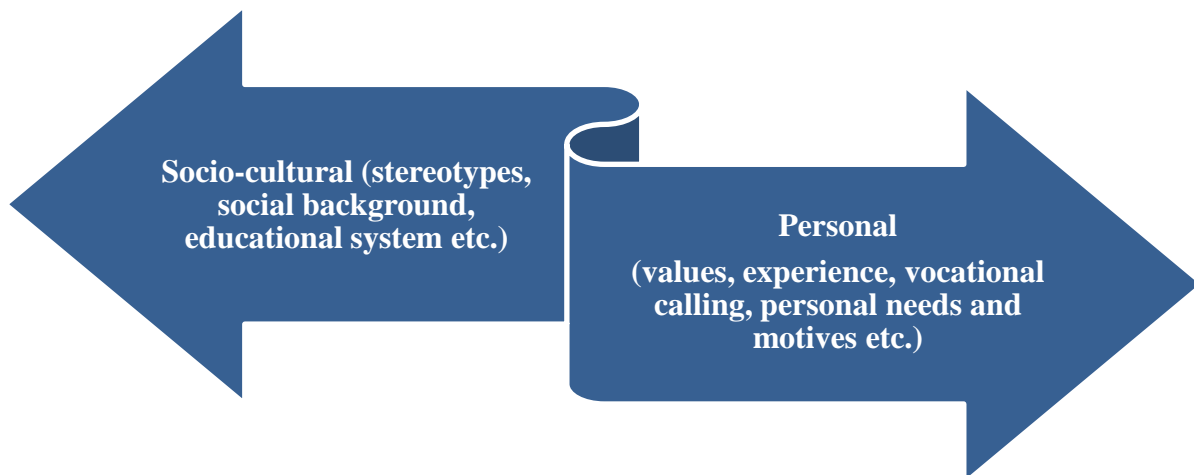 Socio-cultural (stereotypes,
social background,
educational system etc.)
Personal
(values, experience, vocational
calling, personal needs and
motives etc.)